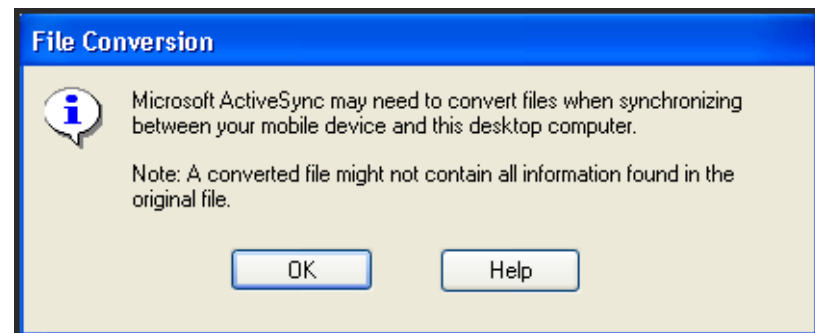 File Conversion
Microsoft ActiveSync may need to convert files when synchronizing
between your mobile device and this desktop computer.
Note: A converted file might not contain all information found in the
original file.
OK
Help